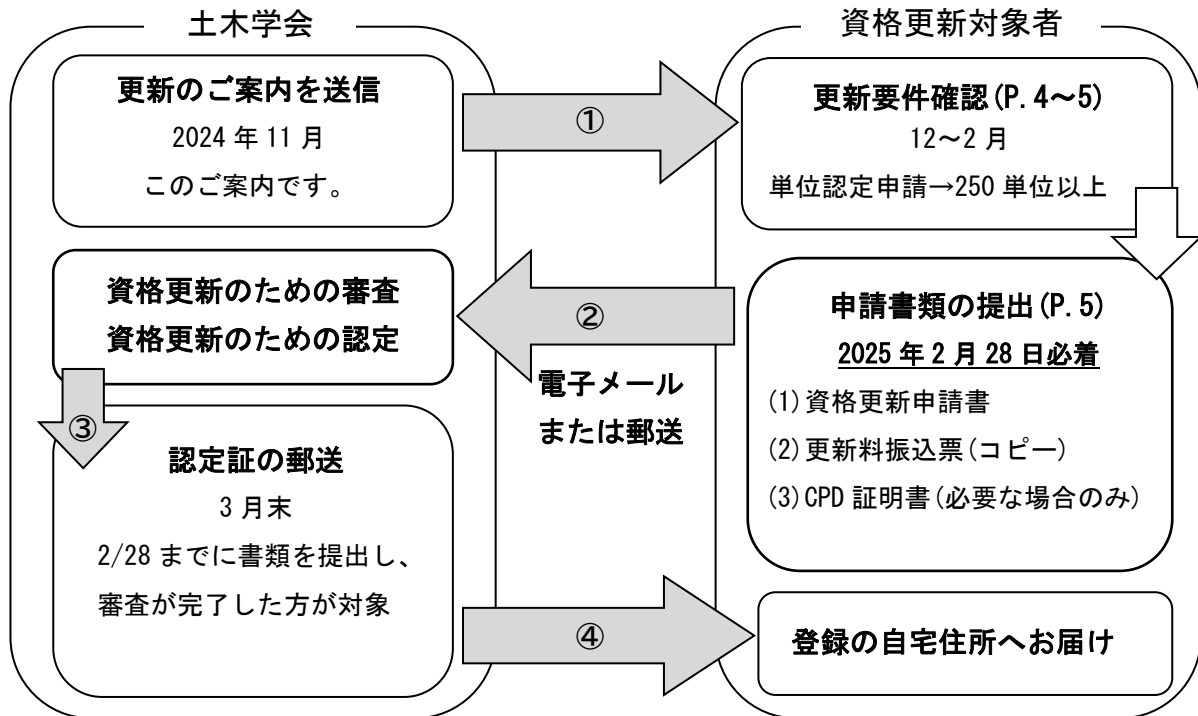 土木学会
更新のご案内を送信
2024 年 11 月
このご案内です。
①
資格更新対象者
更新要件確認(P.4～5)
12～2 月
単位認定申請→250 単位以上
申請書類の提出(P.5)
2025 年 2 月 28 日必着
(1)資格更新申請書
(2)更新料振込票(コピー)
(3)CPD 証明書(必要な場合のみ)
②
電子メール
または郵送
資格更新のための審査
資格更新のための認定
③
認定証の郵送
3 月末
2/28 までに書類を提出し、
審査が完了した方が対象
④
登録の自宅住所へお届け